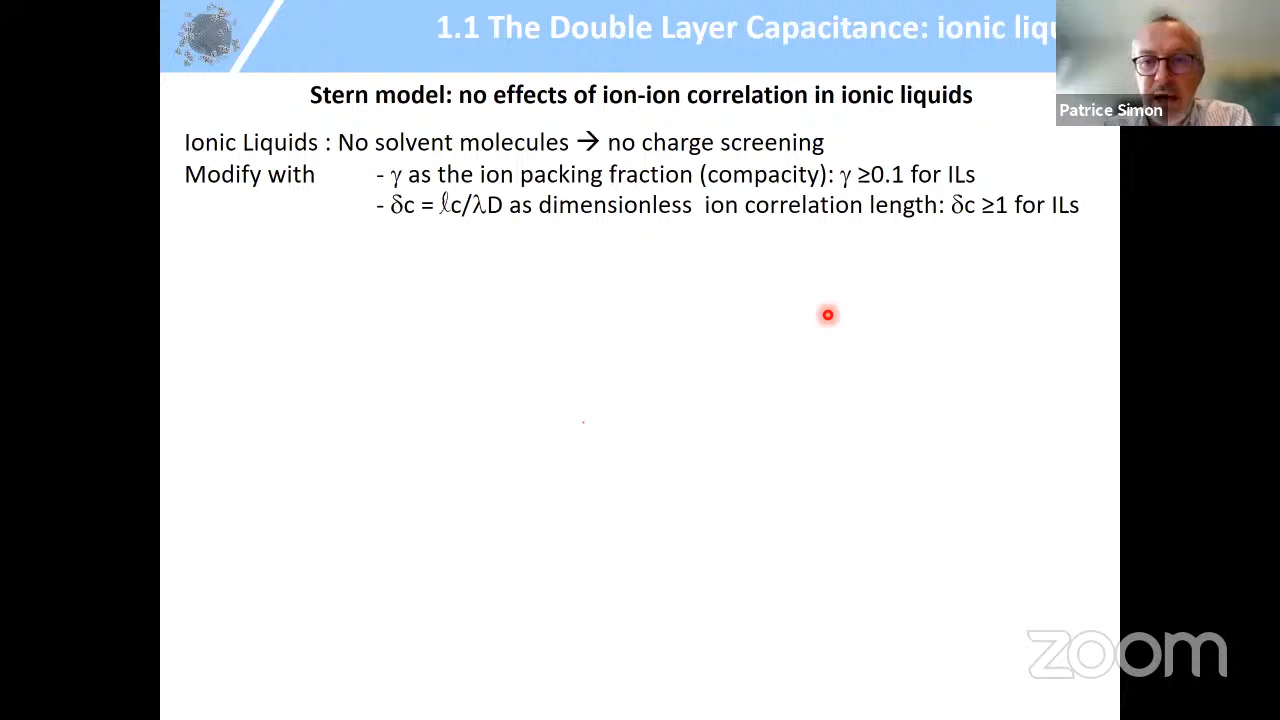 1.1 The Double Layer Capacitance: ionic
Patrice Simon
Stern model: no effects of ion-ion correlation in ionic liquids
Ionic Liquids : No solvent molecules → no charge screening
Modify with - γ as the ion packing fraction (compacity): γ ≥0.1 for ILs
- δc = ℓc/λD as dimensionless ion correlation length: δc ≥1 for ILs
zoom